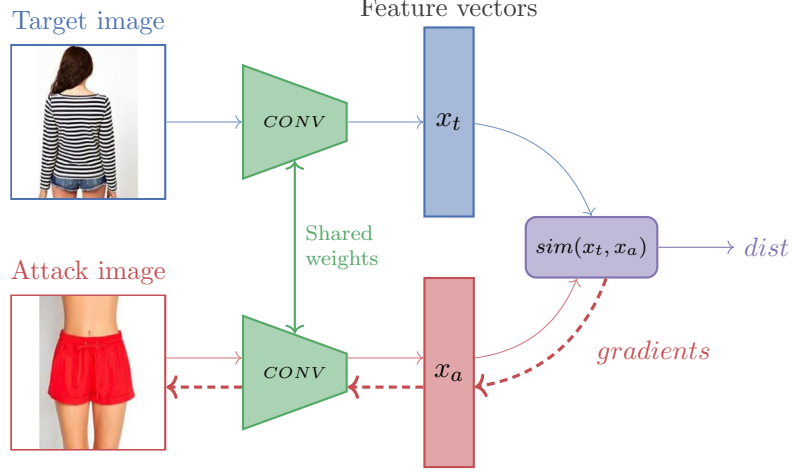 Feature vectors
Target image
CONV
x_t
Shared
weights
sim(x_t, x_a)
dist
Attack image
CONV
x_a
gradients